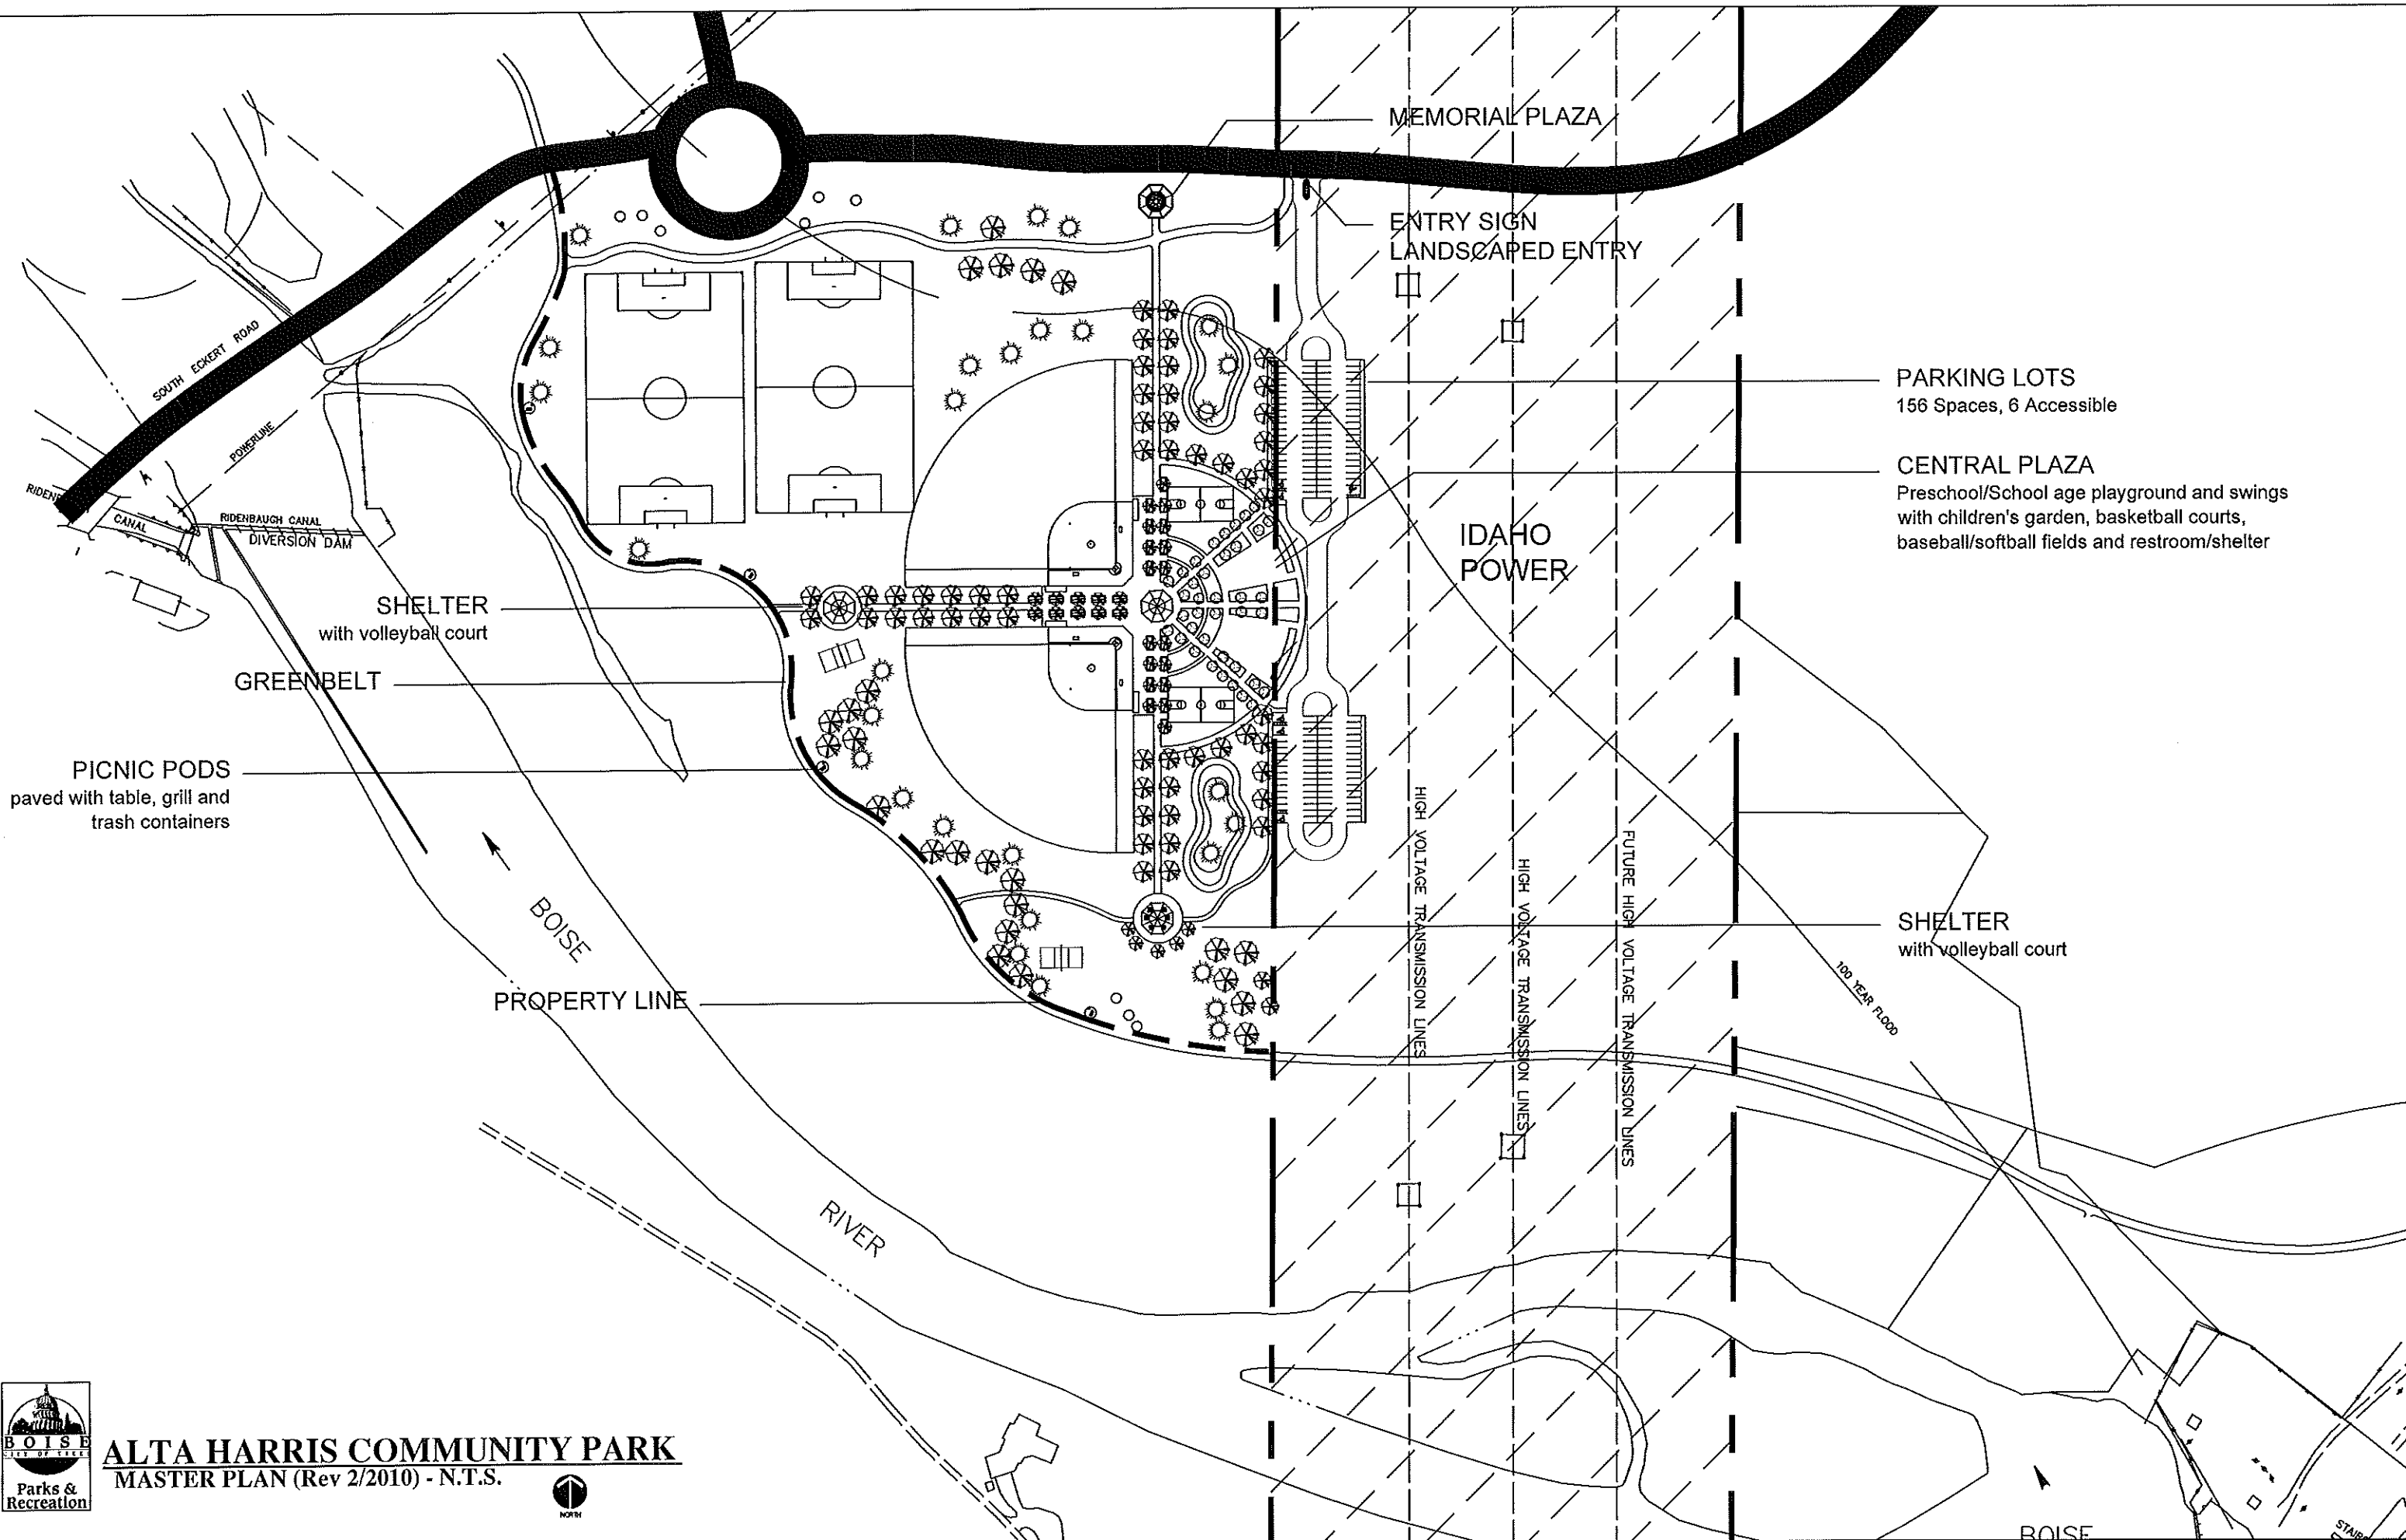 MEMORIAL PLAZA
ENTRY SIGN
LANDSCAPED ENTRY
SOUTH ECKERT ROAD
POWERLINE
PARKING LOTS
156 Spaces, 6 Accessible
CENTRAL PLAZA
Preschool/School age playground and swings
with children's garden, basketball courts,
baseball/softball fields and restroom/shelter
CANAL
RIDENBAUGH CANAL
DIVERSION DAM
IDAHO
POWER
SHELTER
with volleyball court
GREENBELT
PICNIC PODS
paved with table, grill and
trash containers
HIGH VOLTAGE TRANSMISSION LINES
HIGH VOLTAGE TRANSMISSION LINES
FUTURE HIGH VOLTAGE TRANSMISSION LINES
BOISE
RIVER
SHELTER
with volleyball court
100 YEAR FLOOD
PROPERTY LINE
BOISE
CITY OF TREES
Parks &
Recreation
ALTA HARRIS COMMUNITY PARK
MASTER PLAN (Rev 2/2010) - N.T.S.
NORTH
BOISE